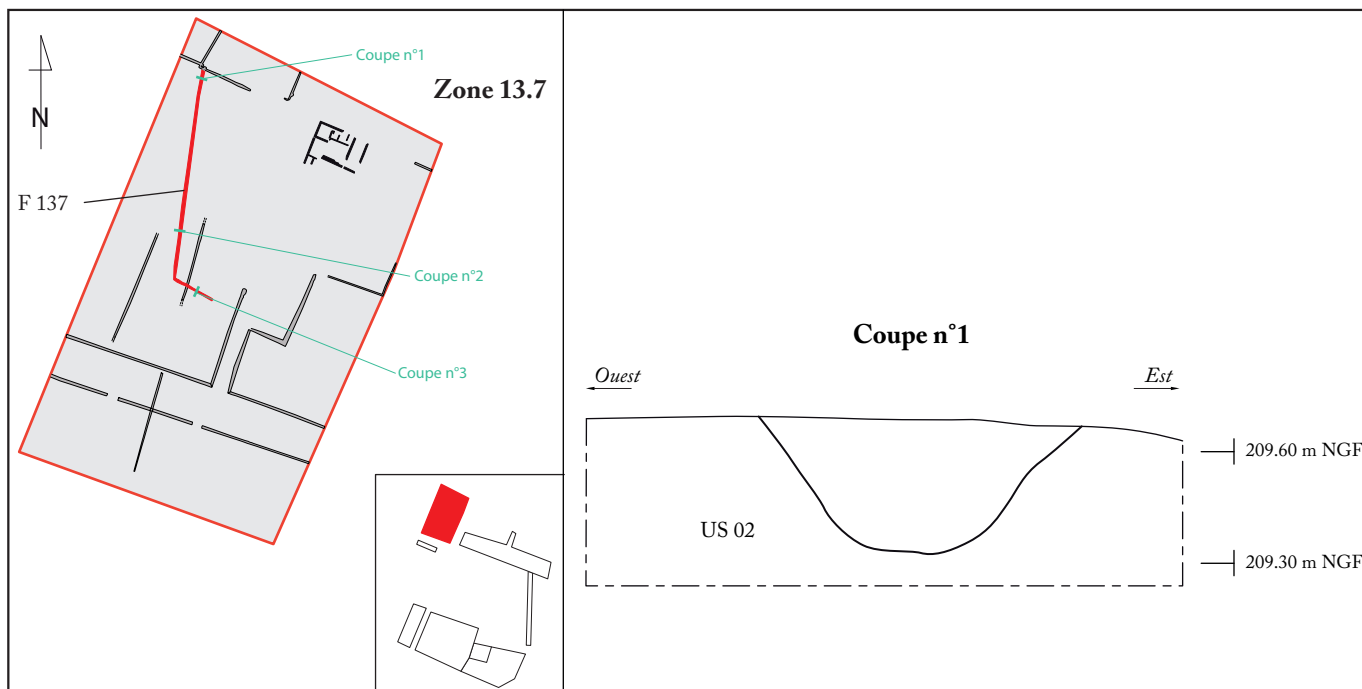 Coupe n°1
Zone 13.7
N
F 137
Coupe n°2
Coupe n°3
Coupe n°1
Ouest
Est
209.60 m NGF
US 02
209.30 m NGF